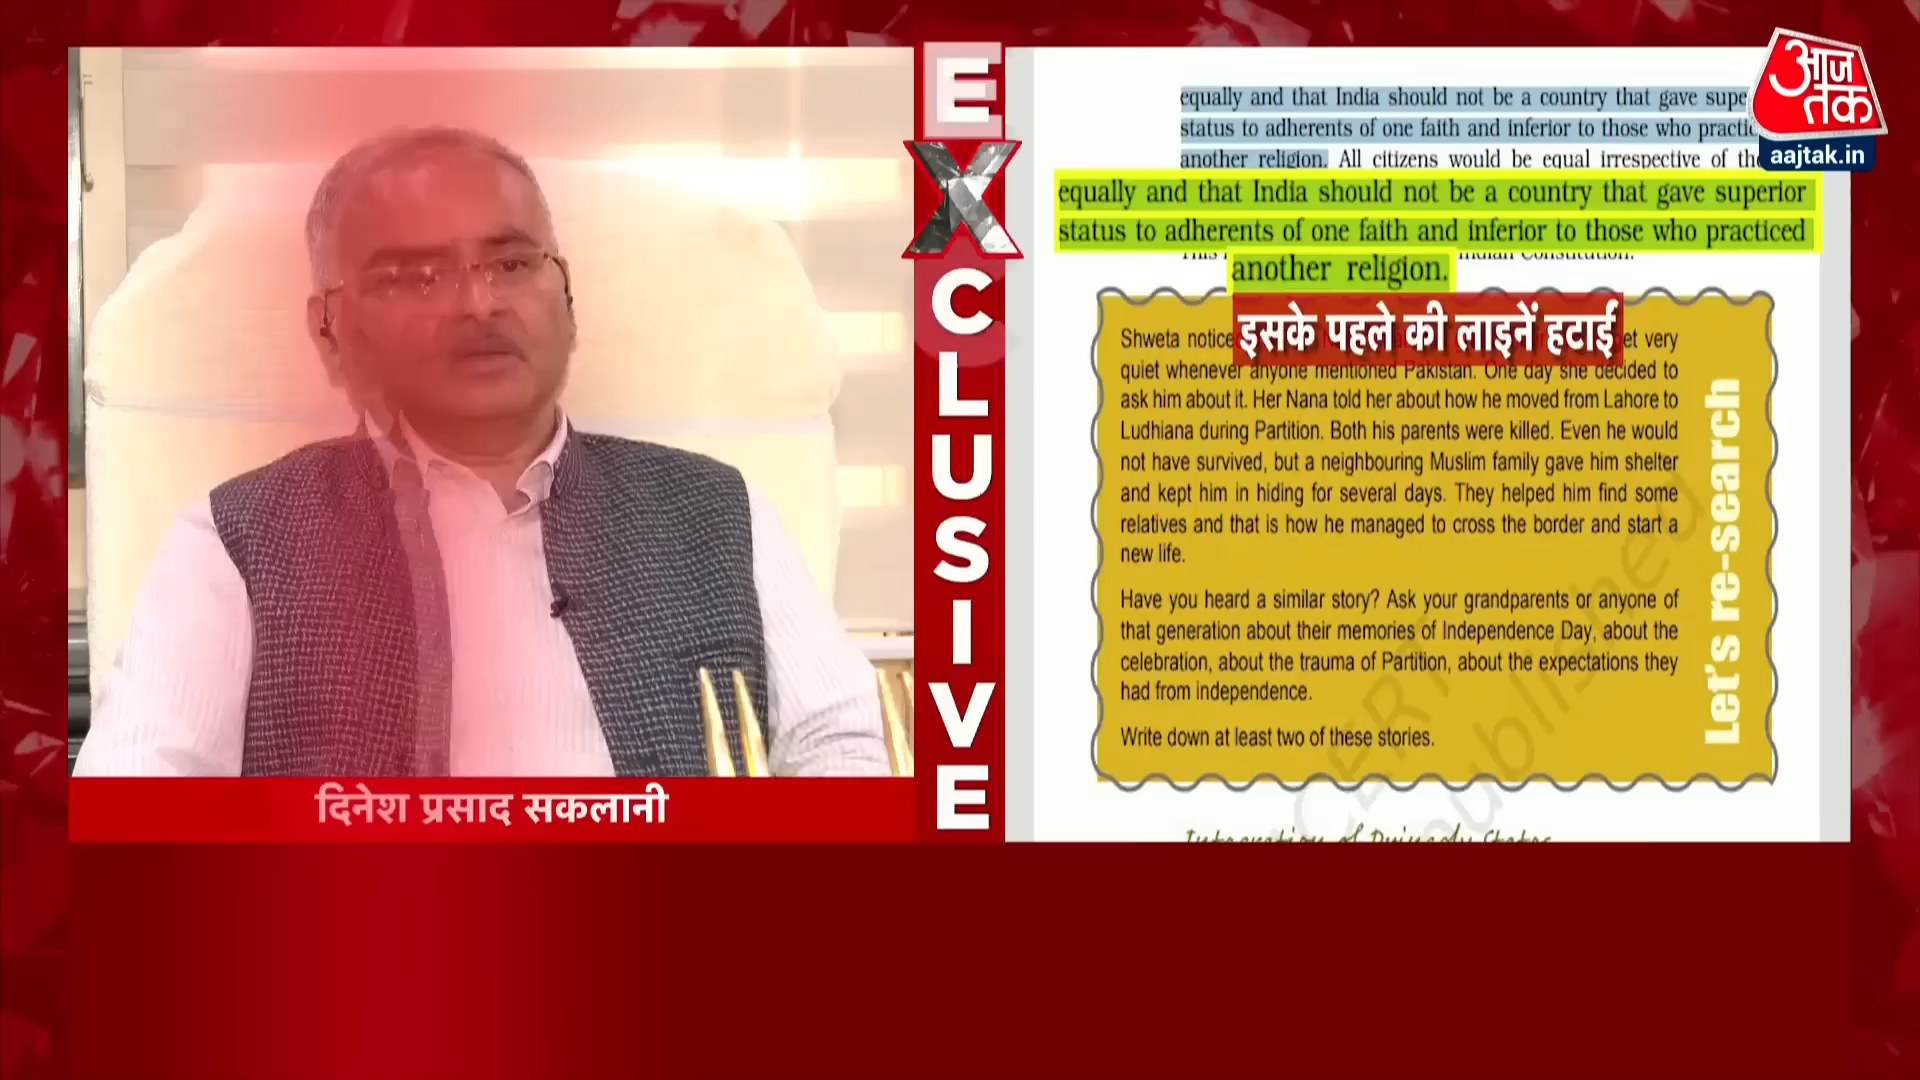 EXCLUSIVE
दिनेश प्रसाद सकलानी
आज
तक
aajtak.in
equally and that India should not be a country that gave supe
status to adherents of one faith and inferior to those who practic
another religion. All citizens would be equal irrespective of the
equally and that India should not be a country that gave superior
status to adherents of one faith and inferior to those who practiced
another religion.
This Indian Constitution.
इसके पहले की लाइनें हटाई
Shweta notice et very
quiet whenever anyone mentioned Pakistan. One day she decided to
ask him about it. Her Nana told her about how he moved from Lahore to
Ludhiana during Partition. Both his parents were killed. Even he would
not have survived, but a neighbouring Muslim family gave him shelter
and kept him in hiding for several days. They helped him find some
relatives and that is how he managed to cross the border and start a
new life.
Have you heard a similar story? Ask your grandparents or anyone of
that generation about their memories of Independence Day, about the
celebration, about the trauma of Partition, about the expectations they
had from independence.
Write down at least two of these stories.
Let's re-search
Integration of Princely States